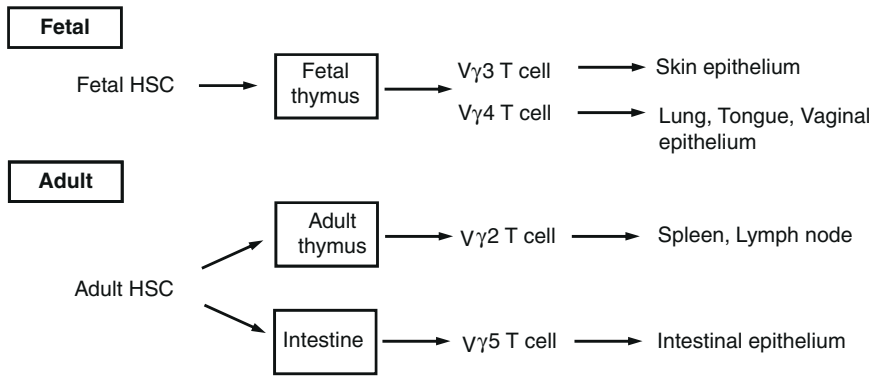 Fetal
Fetal HSC
Fetal
thymus
Vγ3 T cell
Skin epithelium
Vγ4 T cell
Lung, Tongue, Vaginal
epithelium
Adult
Adult HSC
Adult
thymus
Vγ2 T cell
Spleen, Lymph node
Intestine
Vγ5 T cell
Intestinal epithelium